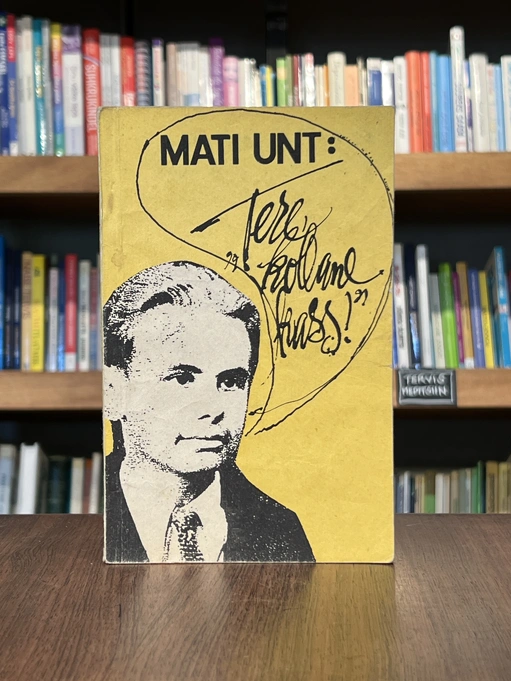 MATI UNT:
„Tere,
kollane
kass!”
TERVIS
MEDITSIIN